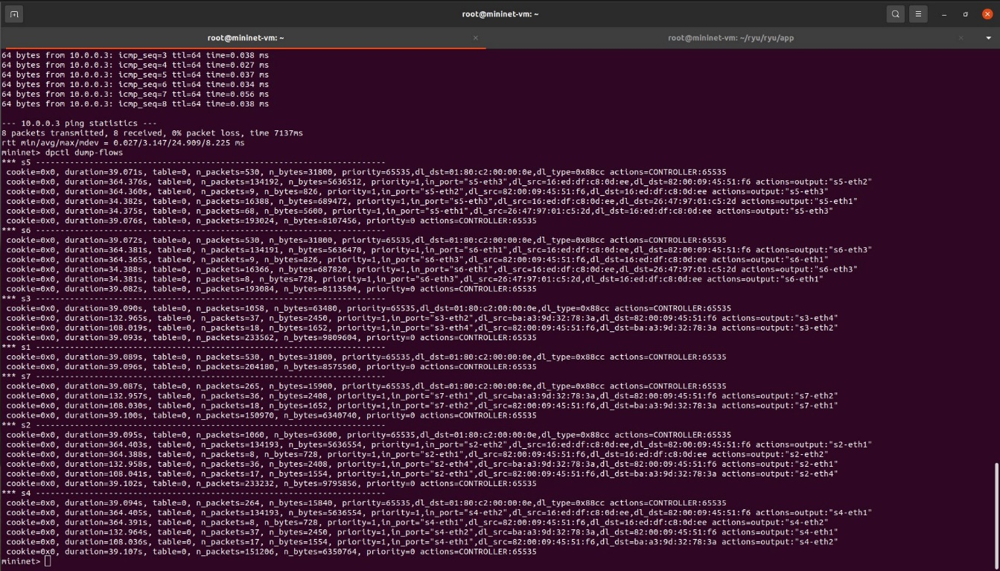 root@mininet-vm: ~
root@mininet-vm: ~
root@mininet-vm: ~/ryu/ryu/app
64 bytes from 10.0.0.3: icmp_seq=3 ttl=64 time=0.038 ms
64 bytes from 10.0.0.3: icmp_seq=4 ttl=64 time=0.027 ms
64 bytes from 10.0.0.3: icmp_seq=5 ttl=64 time=0.037 ms
64 bytes from 10.0.0.3: icmp_seq=6 ttl=64 time=0.034 ms
64 bytes from 10.0.0.3: icmp_seq=7 ttl=64 time=0.056 ms
64 bytes from 10.0.0.3: icmp_seq=8 ttl=64 time=0.038 ms
--- 10.0.0.3 ping statistics ---
8 packets transmitted, 8 received, 0% packet loss, time 7137ms
rtt min/avg/max/mdev = 0.027/3.147/24.909/8.225 ms
mininet> dpctl dump-flows
*** s5 ------------------------------------------------------------------------
cookie=0x0, duration=39.071s, table=0, n_packets=530, n_bytes=31800, priority=65535,dl_dst=01:80:c2:00:00:0e,dl_type=0x88cc actions=CONTROLLER:65535
cookie=0x0, duration=364.376s, table=0, n_packets=134192, n_bytes=5636512, priority=1,in_port="s5-eth3",dl_src=16:ed:df:c8:0d:ee,dl_dst=82:00:09:45:51:f6 actions=output:"s5-eth2"
cookie=0x0, duration=364.360s, table=0, n_packets=9, n_bytes=826, priority=1,in_port="s5-eth2",dl_src=82:00:09:45:51:f6,dl_dst=16:ed:df:c8:0d:ee actions=output:"s5-eth3"
cookie=0x0, duration=34.382s, table=0, n_packets=16388, n_bytes=689472, priority=1,in_port="s5-eth3",dl_src=16:ed:df:c8:0d:ee,dl_dst=26:47:97:01:c5:2d actions=output:"s5-eth1"
cookie=0x0, duration=34.375s, table=0, n_packets=68, n_bytes=5600, priority=1,in_port="s5-eth1",dl_src=26:47:97:01:c5:2d,dl_dst=16:ed:df:c8:0d:ee actions=output:"s5-eth3"
cookie=0x0, duration=39.076s, table=0, n_packets=193024, n_bytes=8107456, priority=0 actions=CONTROLLER:65535
*** s6 ------------------------------------------------------------------------
cookie=0x0, duration=39.072s, table=0, n_packets=530, n_bytes=31800, priority=65535,dl_dst=01:80:c2:00:00:0e,dl_type=0x88cc actions=CONTROLLER:65535
cookie=0x0, duration=364.381s, table=0, n_packets=134191, n_bytes=5636470, priority=1,in_port="s6-eth1",dl_src=16:ed:df:c8:0d:ee,dl_dst=82:00:09:45:51:f6 actions=output:"s6-eth3"
cookie=0x0, duration=364.365s, table=0, n_packets=9, n_bytes=826, priority=1,in_port="s6-eth3",dl_src=82:00:09:45:51:f6,dl_dst=16:ed:df:c8:0d:ee actions=output:"s6-eth1"
cookie=0x0, duration=34.388s, table=0, n_packets=16366, n_bytes=687820, priority=1,in_port="s6-eth1",dl_src=16:ed:df:c8:0d:ee,dl_dst=26:47:97:01:c5:2d actions=output:"s6-eth3"
cookie=0x0, duration=34.381s, table=0, n_packets=8, n_bytes=728, priority=1,in_port="s6-eth3",dl_src=26:47:97:01:c5:2d,dl_dst=16:ed:df:c8:0d:ee actions=output:"s6-eth1"
cookie=0x0, duration=39.082s, table=0, n_packets=193084, n_bytes=8113504, priority=0 actions=CONTROLLER:65535
*** s3 ------------------------------------------------------------------------
cookie=0x0, duration=39.090s, table=0, n_packets=1058, n_bytes=63480, priority=65535,dl_dst=01:80:c2:00:00:0e,dl_type=0x88cc actions=CONTROLLER:65535
cookie=0x0, duration=132.965s, table=0, n_packets=37, n_bytes=2450, priority=1,in_port="s3-eth2",dl_src=ba:a3:9d:32:78:3a,dl_dst=82:00:09:45:51:f6 actions=output:"s3-eth4"
cookie=0x0, duration=108.019s, table=0, n_packets=18, n_bytes=1652, priority=1,in_port="s3-eth4",dl_src=82:00:09:45:51:f6,dl_dst=ba:a3:9d:32:78:3a actions=output:"s3-eth2"
cookie=0x0, duration=39.093s, table=0, n_packets=233562, n_bytes=9809604, priority=0 actions=CONTROLLER:65535
*** s1 ------------------------------------------------------------------------
cookie=0x0, duration=39.089s, table=0, n_packets=530, n_bytes=31800, priority=65535,dl_dst=01:80:c2:00:00:0e,dl_type=0x88cc actions=CONTROLLER:65535
cookie=0x0, duration=39.096s, table=0, n_packets=204180, n_bytes=8575560, priority=0 actions=CONTROLLER:65535
*** s7 ------------------------------------------------------------------------
cookie=0x0, duration=39.087s, table=0, n_packets=265, n_bytes=15900, priority=65535,dl_dst=01:80:c2:00:00:0e,dl_type=0x88cc actions=CONTROLLER:65535
cookie=0x0, duration=132.957s, table=0, n_packets=36, n_bytes=2408, priority=1,in_port="s7-eth1",dl_src=ba:a3:9d:32:78:3a,dl_dst=82:00:09:45:51:f6 actions=output:"s7-eth2"
cookie=0x0, duration=108.030s, table=0, n_packets=18, n_bytes=1652, priority=1,in_port="s7-eth2",dl_src=82:00:09:45:51:f6,dl_dst=ba:a3:9d:32:78:3a actions=output:"s7-eth1"
cookie=0x0, duration=39.100s, table=0, n_packets=150970, n_bytes=6340740, priority=0 actions=CONTROLLER:65535
*** s2 ------------------------------------------------------------------------
cookie=0x0, duration=39.095s, table=0, n_packets=1060, n_bytes=63600, priority=65535,dl_dst=01:80:c2:00:00:0e,dl_type=0x88cc actions=CONTROLLER:65535
cookie=0x0, duration=364.403s, table=0, n_packets=134193, n_bytes=5636554, priority=1,in_port="s2-eth2",dl_src=16:ed:df:c8:0d:ee,dl_dst=82:00:09:45:51:f6 actions=output:"s2-eth1"
cookie=0x0, duration=364.388s, table=0, n_packets=8, n_bytes=728, priority=1,in_port="s2-eth1",dl_src=82:00:09:45:51:f6,dl_dst=16:ed:df:c8:0d:ee actions=output:"s2-eth2"
cookie=0x0, duration=132.958s, table=0, n_packets=36, n_bytes=2408, priority=1,in_port="s2-eth4",dl_src=ba:a3:9d:32:78:3a,dl_dst=82:00:09:45:51:f6 actions=output:"s2-eth1"
cookie=0x0, duration=108.041s, table=0, n_packets=17, n_bytes=1554, priority=1,in_port="s2-eth1",dl_src=82:00:09:45:51:f6,dl_dst=ba:a3:9d:32:78:3a actions=output:"s2-eth4"
cookie=0x0, duration=39.102s, table=0, n_packets=233232, n_bytes=9795856, priority=0 actions=CONTROLLER:65535
*** s4 ------------------------------------------------------------------------
cookie=0x0, duration=39.094s, table=0, n_packets=264, n_bytes=15840, priority=65535,dl_dst=01:80:c2:00:00:0e,dl_type=0x88cc actions=CONTROLLER:65535
cookie=0x0, duration=364.405s, table=0, n_packets=134193, n_bytes=5636554, priority=1,in_port="s4-eth2",dl_src=16:ed:df:c8:0d:ee,dl_dst=82:00:09:45:51:f6 actions=output:"s4-eth1"
cookie=0x0, duration=364.391s, table=0, n_packets=8, n_bytes=728, priority=1,in_port="s4-eth1",dl_src=82:00:09:45:51:f6,dl_dst=16:ed:df:c8:0d:ee actions=output:"s4-eth2"
cookie=0x0, duration=132.964s, table=0, n_packets=37, n_bytes=2450, priority=1,in_port="s4-eth2",dl_src=ba:a3:9d:32:78:3a,dl_dst=82:00:09:45:51:f6 actions=output:"s4-eth1"
cookie=0x0, duration=108.036s, table=0, n_packets=17, n_bytes=1554, priority=1,in_port="s4-eth1",dl_src=82:00:09:45:51:f6,dl_dst=ba:a3:9d:32:78:3a actions=output:"s4-eth2"
cookie=0x0, duration=39.107s, table=0, n_packets=151206, n_bytes=6350764, priority=0 actions=CONTROLLER:65535
mininet>